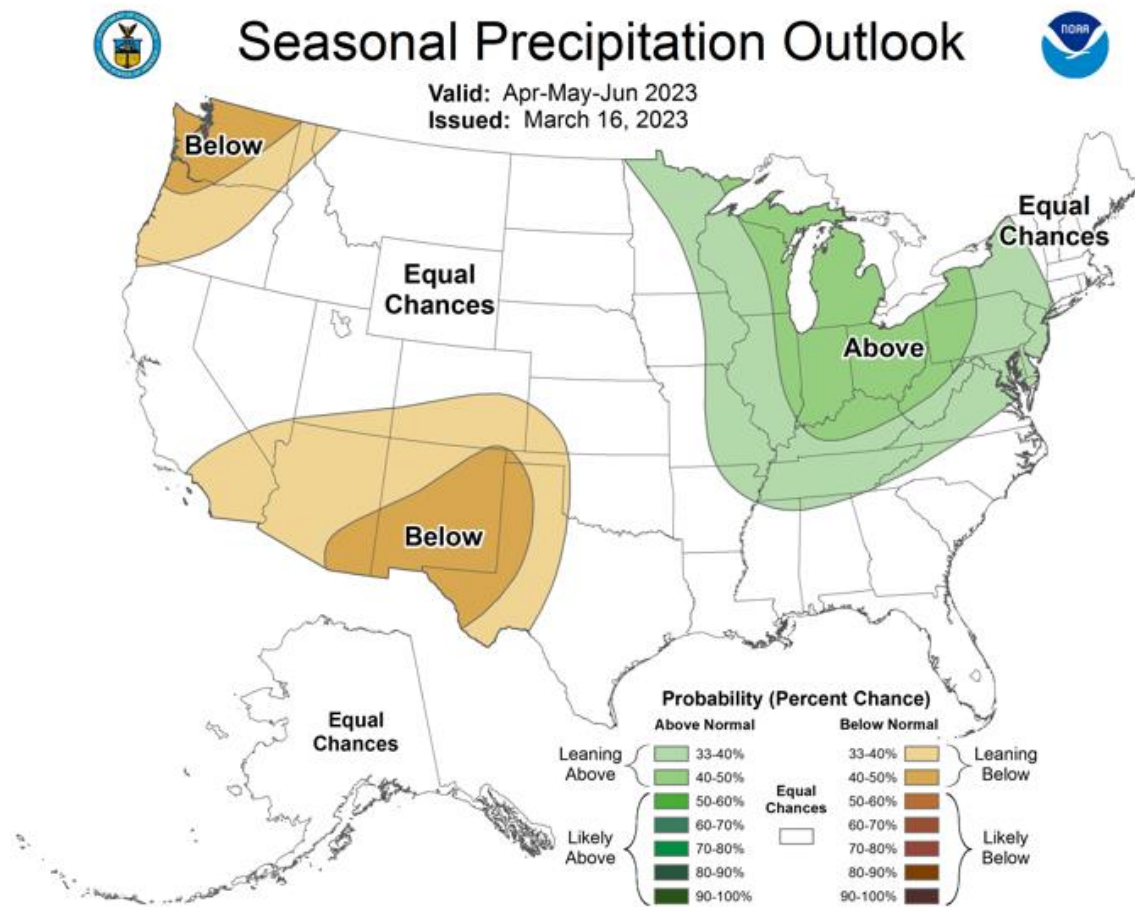 Seasonal Precipitation Outlook
NOAA
Valid: Apr-May-Jun 2023
Issued: March 16, 2023
Below
Equal
Chances
Equal
Chances
Above
Below
Equal
Chances
Probability (Percent Chance)
Above Normal
Below Normal
Leaning
Above
33-40%
40-50%
Likely
Above
50-60%
60-70%
70-80%
80-90%
90-100%
Equal
Chances
33-40%
40-50%
Leaning
Below
50-60%
60-70%
70-80%
80-90%
90-100%
Likely
Below